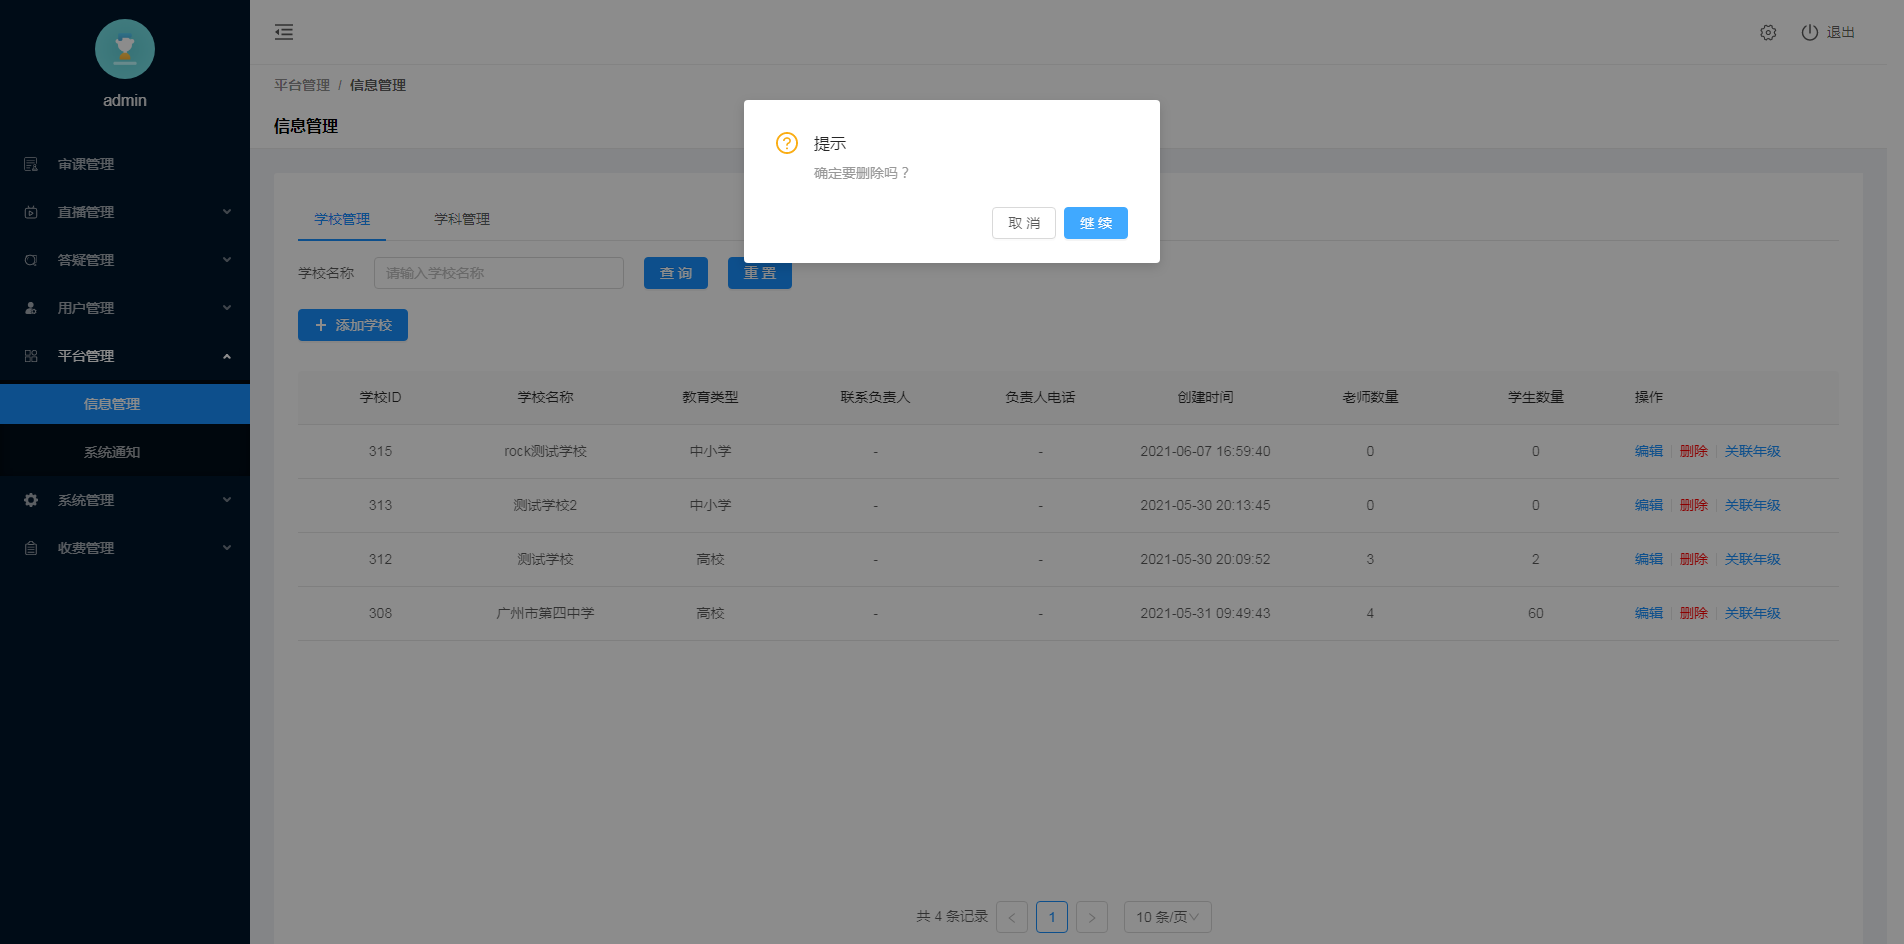 admin
审课管理
直播管理
答疑管理
用户管理
平台管理
信息管理
系统通知
系统管理
收费管理
退出
平台管理 / 信息管理
信息管理
提示
确定要删除吗？
取 消 继 续
学校管理 学科管理
学校名称 请输入学校名称 查 询 重 置
添加学校
学校ID 学校名称 教育类型 联系负责人 负责人电话 创建时间 老师数量 学生数量 操作
315 rock测试学校 中小学 - - 2021-06-07 16:59:40 0 0 编辑 删除 关联年级
313 测试学校2 中小学 - - 2021-05-30 20:13:45 0 0 编辑 删除 关联年级
312 测试学校 高校 - - 2021-05-30 20:09:52 3 2 编辑 删除 关联年级
308 广州市第四中学 高校 - - 2021-05-31 09:49:43 4 60 编辑 删除 关联年级
共 4 条记录 < 1 > 10 条/页